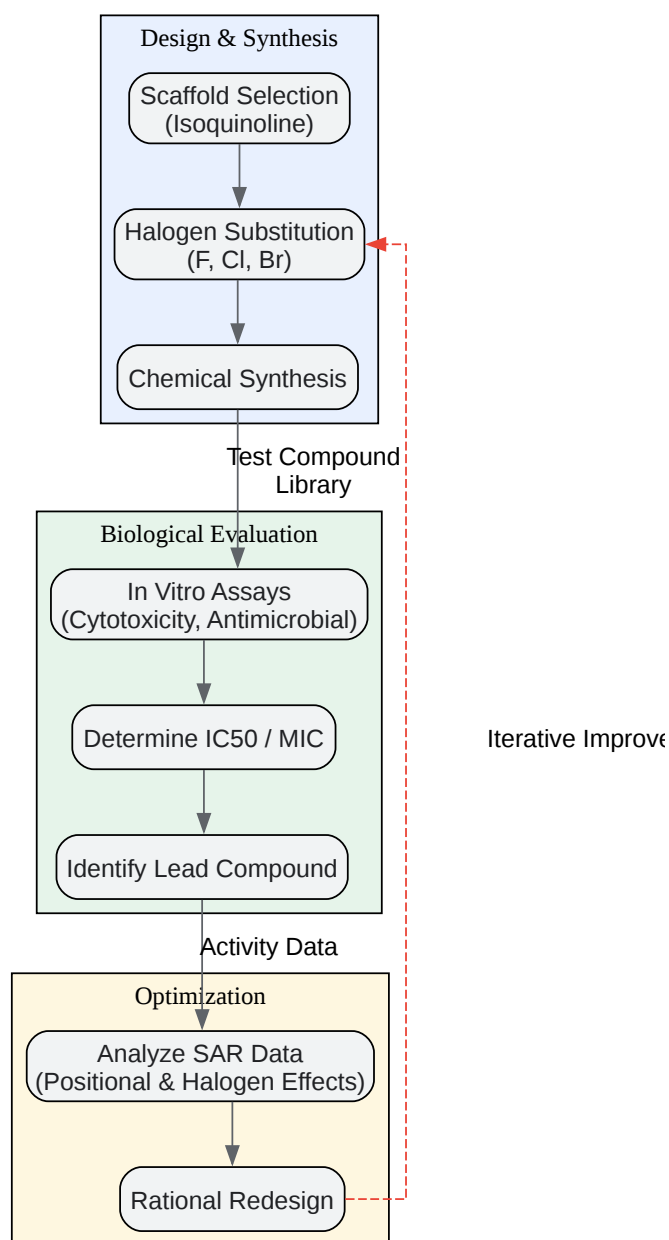 Design & Synthesis
Scaffold Selection
(Isoquinoline)
Halogen Substitution
(F, Cl, Br)
Chemical Synthesis
Test Compound
Library
Biological Evaluation
In Vitro Assays
(Cytotoxicity, Antimicrobial)
Determine IC50 / MIC
Iterative Improve
Identify Lead Compound
Activity Data
Optimization
Analyze SAR Data
(Positional & Halogen Effects)
Rational Redesign